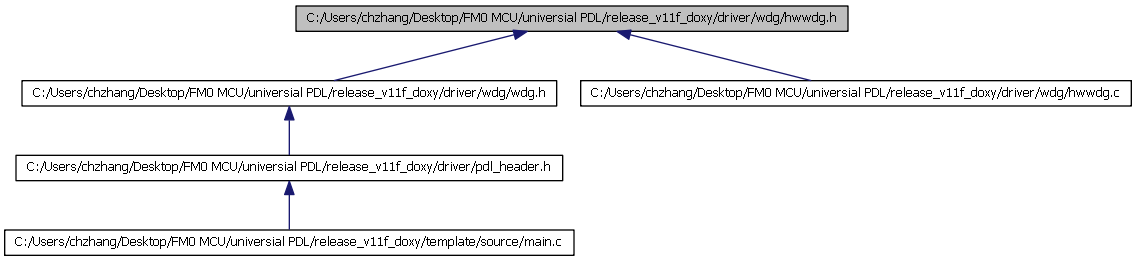 C:/Users/chzhang/Desktop/FM0 MCU/universial PDL/release_v11f_doxy/driver/wdg/hwwdg.h
C:/Users/chzhang/Desktop/FM0 MCU/universial PDL/release_v11f_doxy/driver/wdg/wdg.h
C:/Users/chzhang/Desktop/FM0 MCU/universial PDL/release_v11f_doxy/driver/wdg/hwwdg.c
C:/Users/chzhang/Desktop/FM0 MCU/universial PDL/release_v11f_doxy/driver/pdl_header.h
C:/Users/chzhang/Desktop/FM0 MCU/universial PDL/release_v11f_doxy/template/source/main.c